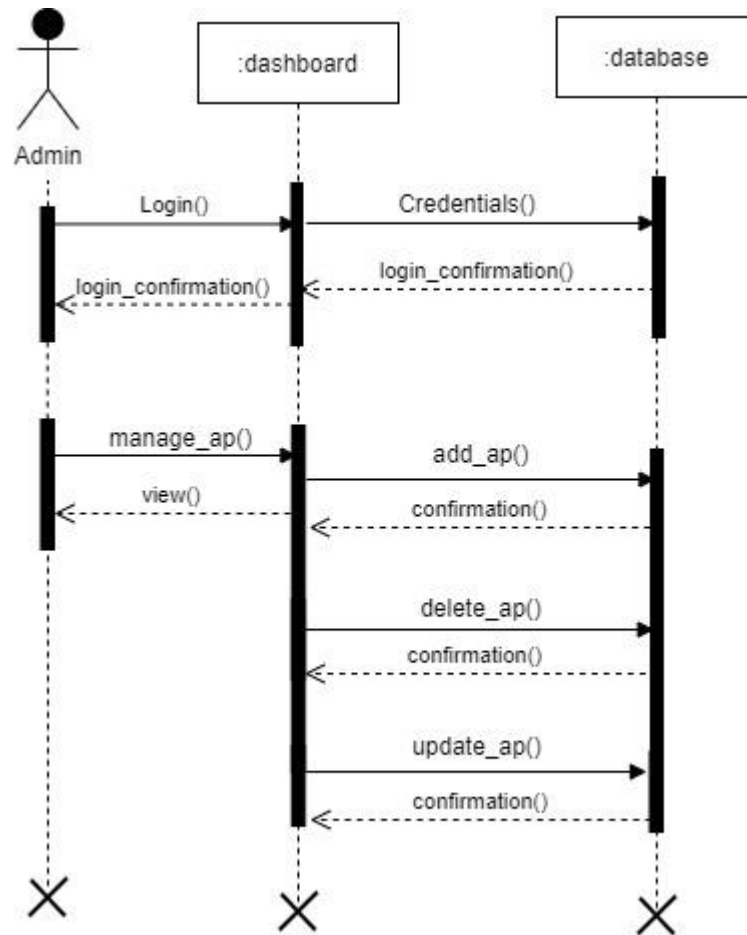 :dashboard
:database
Admin
Login()
Credentials()
login_confirmation()
login_confirmation()
manage_ap()
add_ap()
view()
confirmation()
delete_ap()
confirmation()
update_ap()
confirmation()